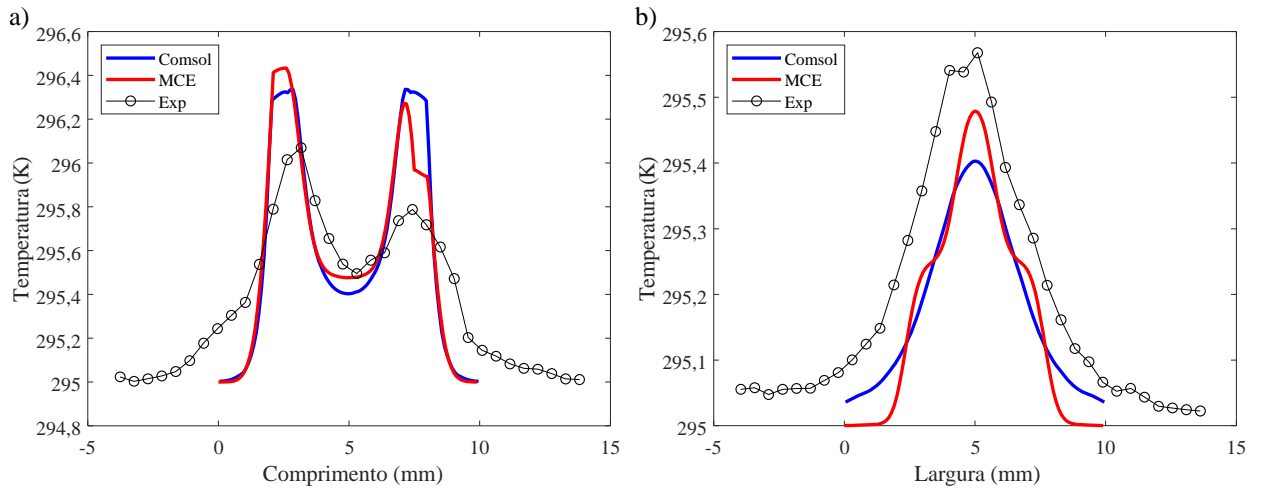 a)
296,6
296,4
296,2
296
295,8
295,6
295,4
295,2
295
294,8
Temperatura (K)
Comsol
MCE
Exp
-5
0
5
10
15
Comprimento (mm)
b)
295,6
295,5
295,4
295,3
295,2
295,1
295
Temperatura (K)
Comsol
MCE
Exp
-5
0
5
10
15
Largura (mm)